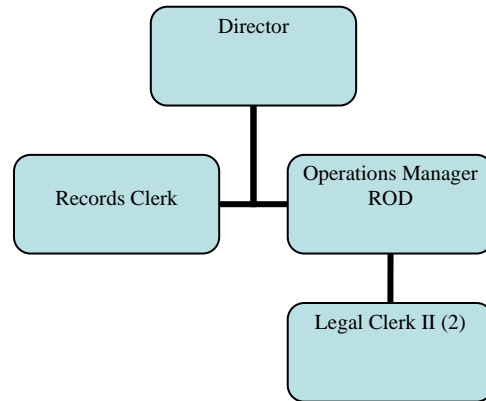 Director
Records Clerk
Operations Manager
ROD
Legal Clerk II (2)